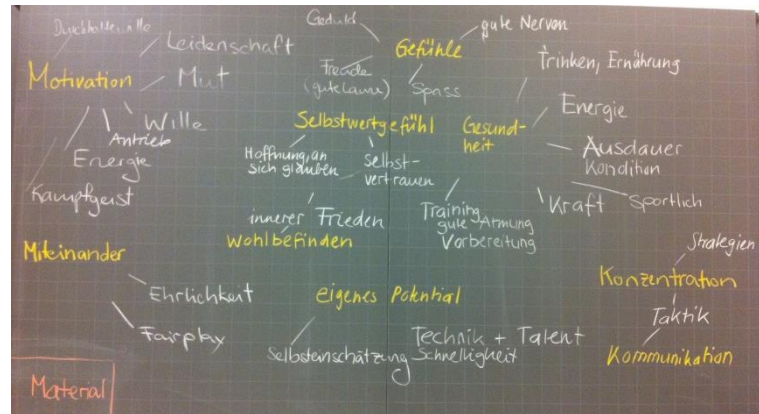 Durchhaltewille
Leidenschaft
Motivation
Mut
Wille
Antrieb
Energie
Kampfgeist
Geduld
gute Nerven
Gefühle
Freude
(gute Laune)
Spass
Selbstwertgefühl
Hoffnung, an
sich glauben
Selbst-
vertrauen
innerer Frieden
Wohlbefinden
Trinken, Ernährung
Gesund-
heit
Energie
Ausdauer
Kondition
Sportlich
Kraft
Training
gute Atmung
Vorbereitung
Miteinander
Ehrlichkeit
Fairplay
eigenes Potential
Selbsteinschätzung
Technik + Talent
Schnelligkeit
Strategien
Konzentration
Taktik
Kommunikation
Material